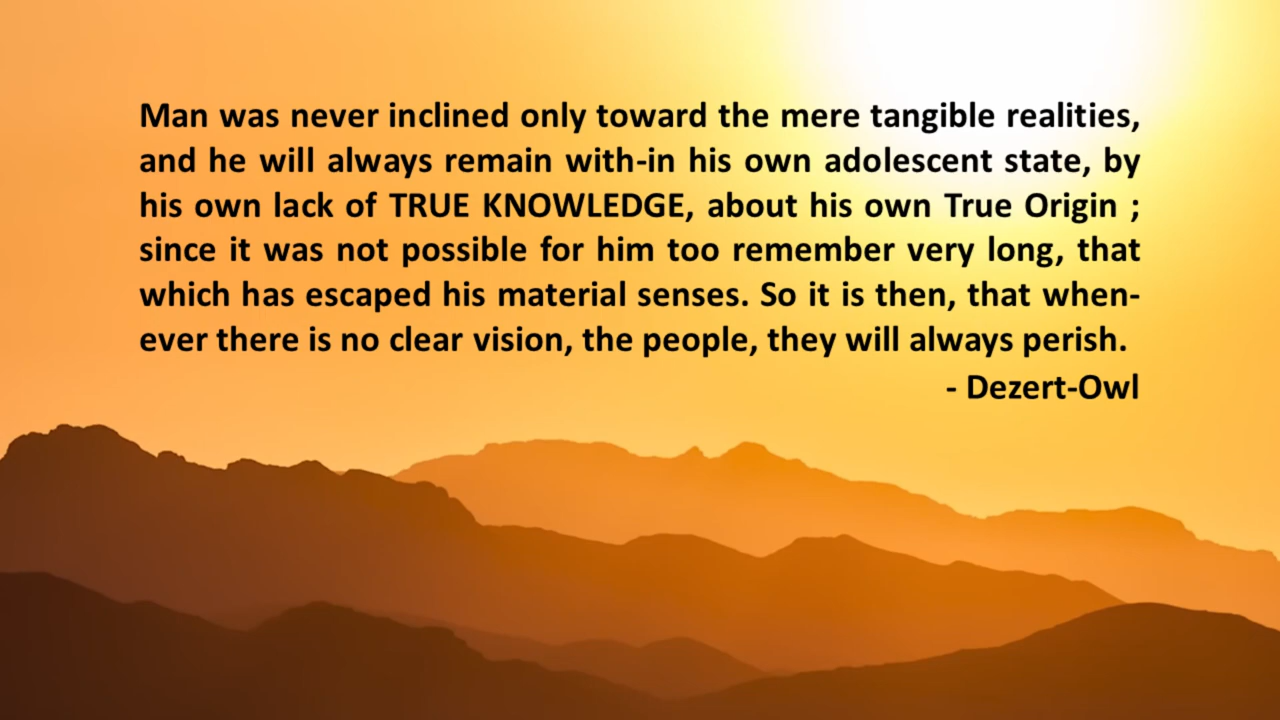 Man was never inclined only toward the mere tangible realities,
and he will always remain with-in his own adolescent state, by
his own lack of TRUE KNOWLEDGE, about his own True Origin ;
since it was not possible for him too remember very long, that
which has escaped his material senses. So it is then, that when-
ever there is no clear vision, the people, they will always perish.
- Dezert-Owl